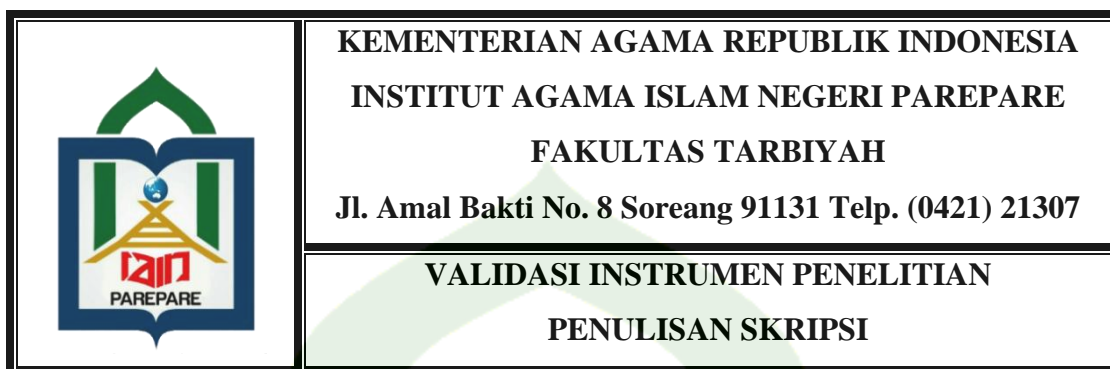 iain
PAREPARE
KEMENTERIAN AGAMA REPUBLIK INDONESIA
INSTITUT AGAMA ISLAM NEGERI PAREPARE
FAKULTAS TARBIYAH
Jl. Amal Bakti No. 8 Soreang 91131 Telp. (0421) 21307
VALIDASI INSTRUMEN PENELITIAN
PENULISAN SKRIPSI